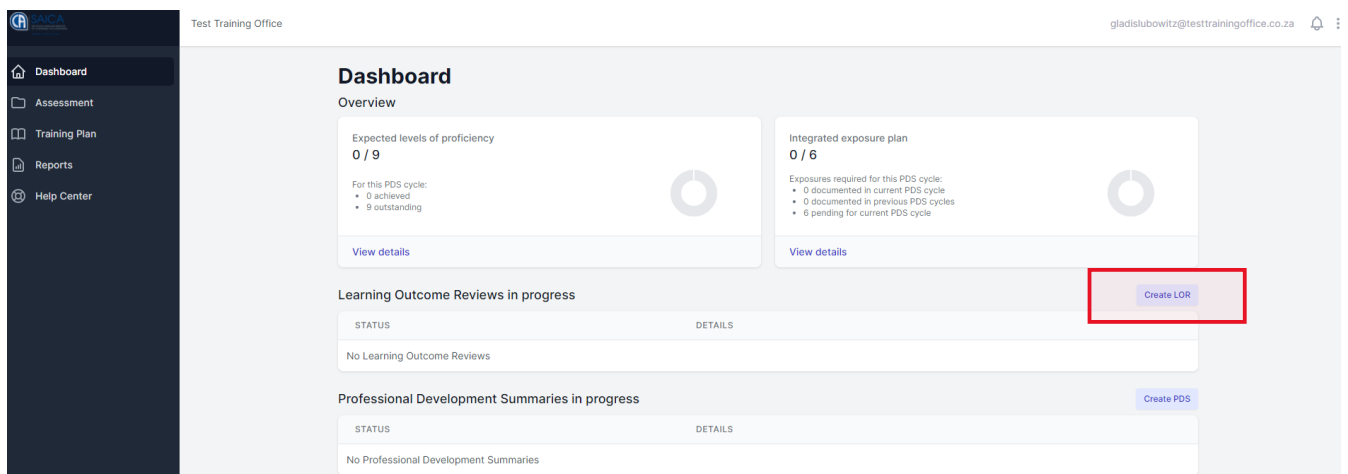 SAICA
Test Training Office
gladislubowitz@testtrainingoffice.co.za
Dashboard
Assessment
Training Plan
Reports
Help Center
Dashboard
Overview
Expected levels of proficiency
0 / 9
For this PDS cycle:
• 0 achieved
• 9 outstanding
View details
Integrated exposure plan
0 / 6
Exposures required for this PDS cycle:
• 0 documented in current PDS cycle
• 0 documented in previous PDS cycles
• 6 pending for current PDS cycle
View details
Learning Outcome Reviews in progress
Create LOR
STATUS DETAILS
No Learning Outcome Reviews
Professional Development Summaries in progress
Create PDS
STATUS DETAILS
No Professional Development Summaries